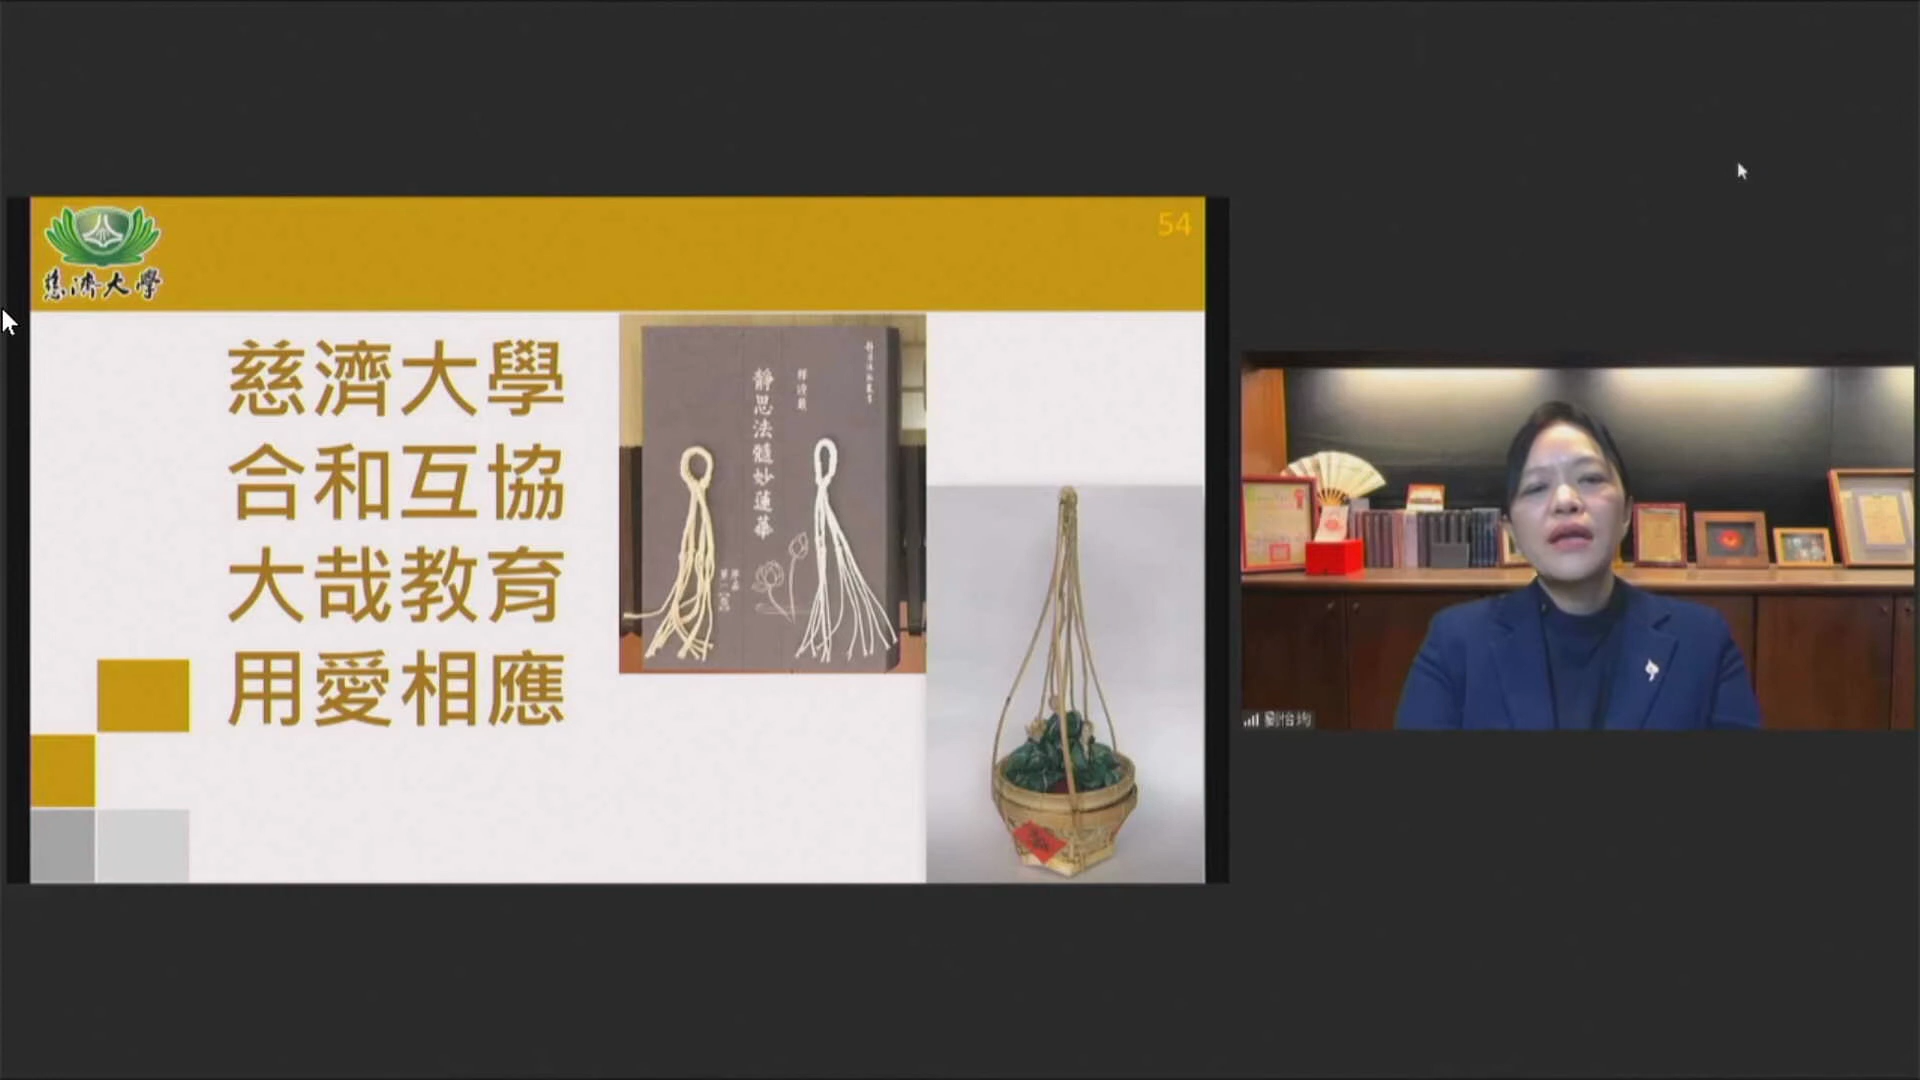 54
慈濟大學
慈濟大學
合和互協
大哉教育
用愛相應
靜思法髓妙蓮華
釋證嚴
劉怡均